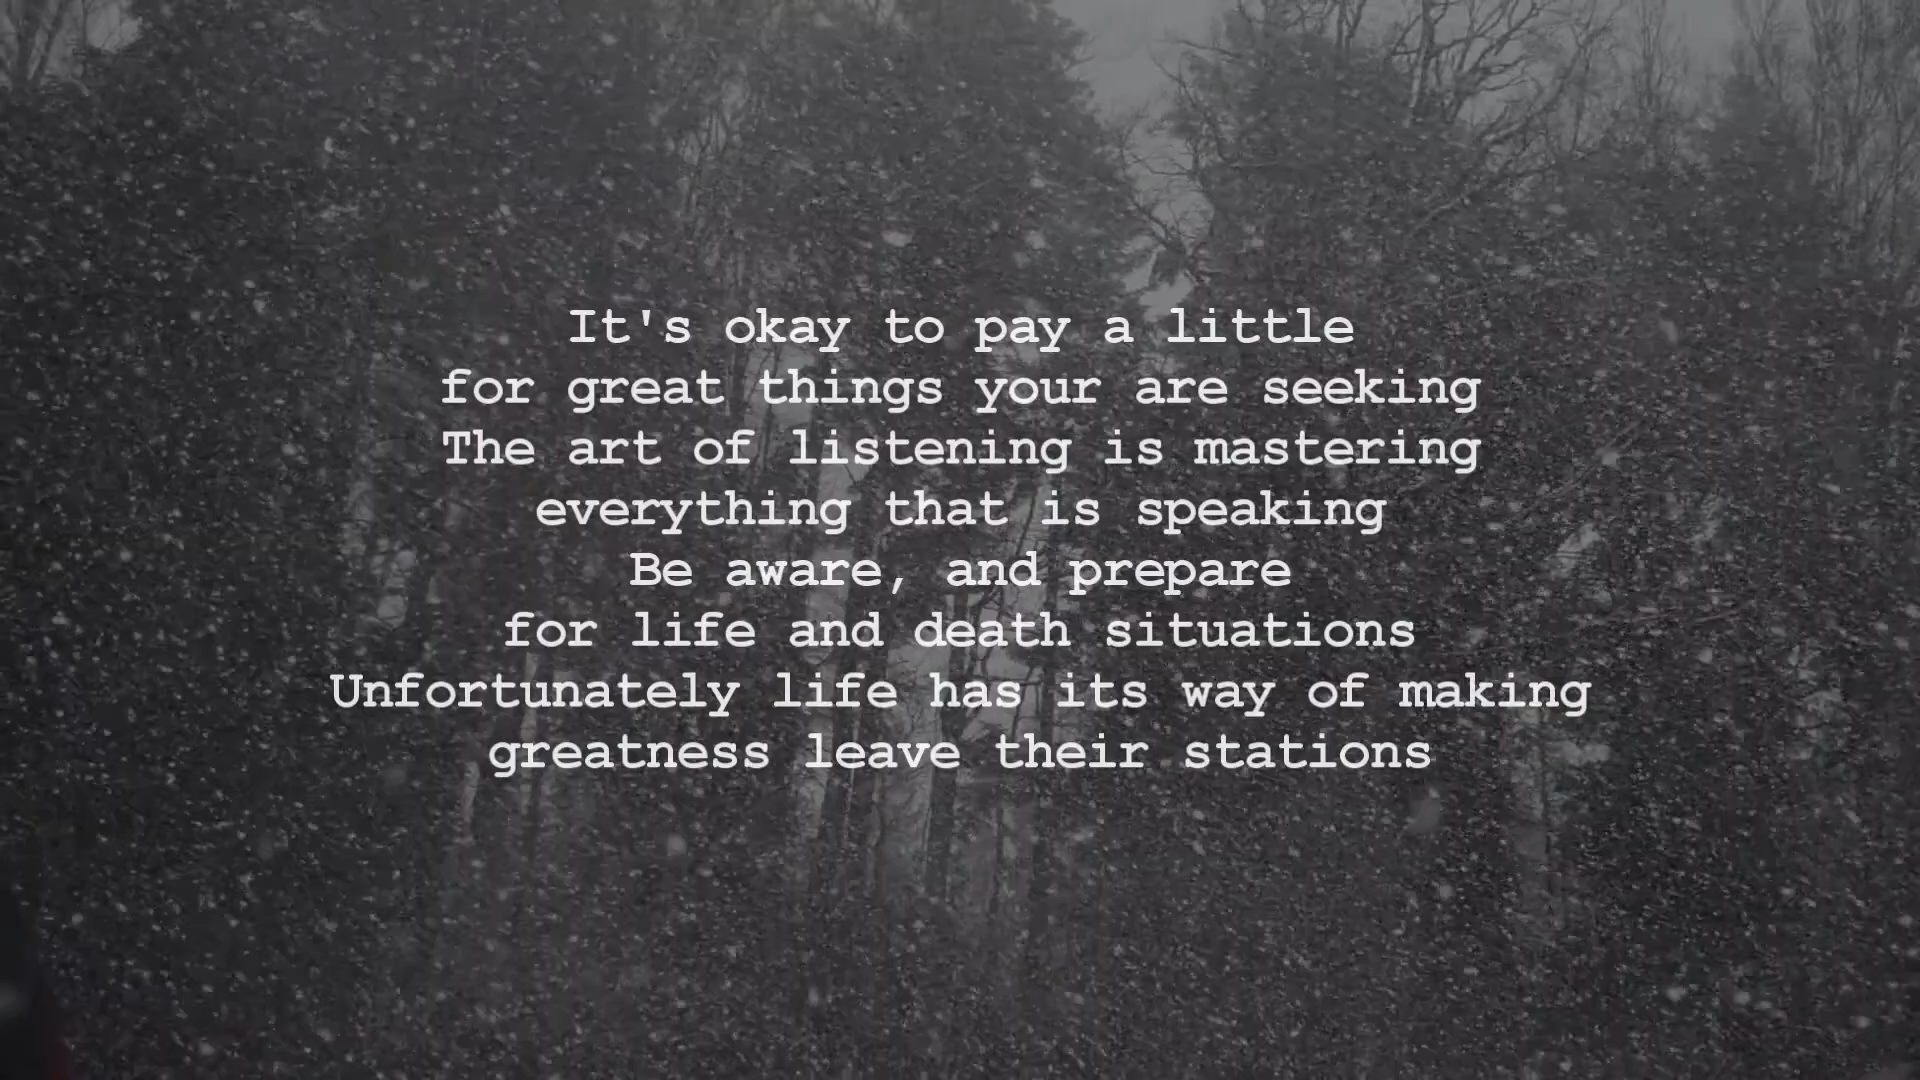 It's okay to pay a little
for great things your are seeking
The art of listening is mastering
everything that is speaking
Be aware, and prepare
for life and death situations
Unfortunately life has its way of making
greatness leave their stations